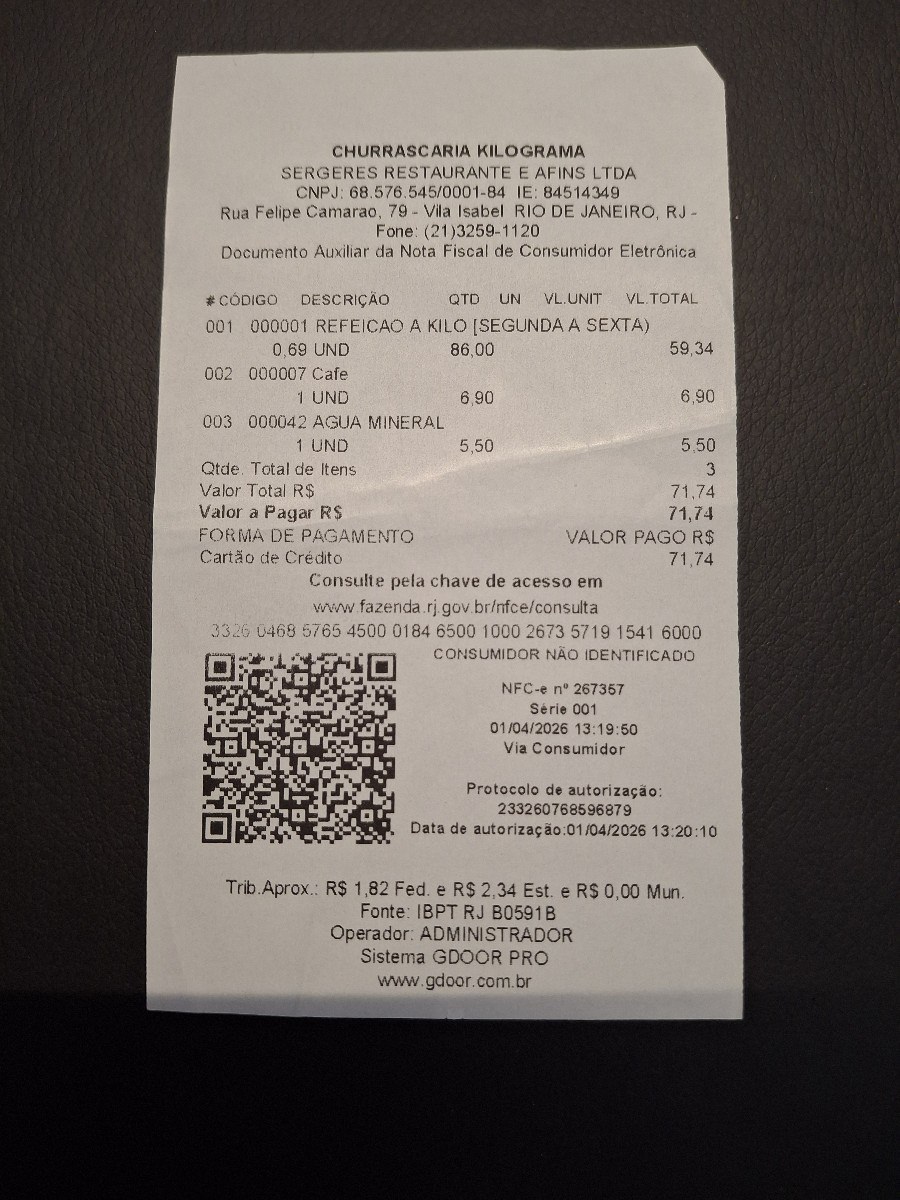 CHURRASCARIA KILOGRAMA
SERGERES RESTAURANTE E AFINS LTDA
CNPJ: 68.576.545/0001-84 IE: 84514349
Rua Felipe Camarao, 79 - Vila Isabel RIO DE JANEIRO, RJ -
Fone: (21)3259-1120
Documento Auxiliar da Nota Fiscal de Consumidor Eletrônica
# CÓDIGO DESCRIÇÃO QTD UN VL.UNIT VL.TOTAL
001 000001 REFEICAO A KILO [SEGUNDA A SEXTA)
0,69 UND 86,00 59,34
002 000007 Cafe
1 UND 6,90 6,90
003 000042 AGUA MINERAL
1 UND 5,50 5,50
Qtde. Total de Itens 3
Valor Total R$ 71,74
Valor a Pagar R$ 71,74
FORMA DE PAGAMENTO VALOR PAGO R$
Cartão de Crédito 71,74
Consulte pela chave de acesso em
www.fazenda.rj.gov.br/nfce/consulta
3326 0468 5765 4500 0184 6500 1000 2673 5719 1541 6000
CONSUMIDOR NÃO IDENTIFICADO
NFC-e nº 267357
Série 001
01/04/2026 13:19:50
Via Consumidor
Protocolo de autorização:
233260768596879
Data de autorização:01/04/2026 13:20:10
Trib.Aprox.: R$ 1,82 Fed. e R$ 2,34 Est. e R$ 0,00 Mun.
Fonte: IBPT RJ B0591B
Operador: ADMINISTRADOR
Sistema GDOOR PRO
www.gdoor.com.br